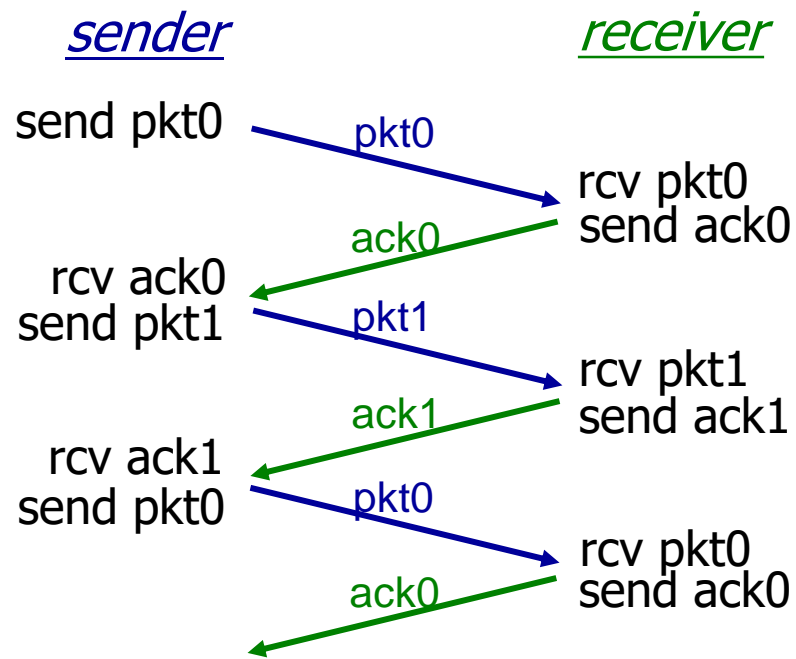 sender
receiver
send pkt0
pkt0
rcv pkt0
send ack0
ack0
rcv ack0
send pkt1
pkt1
rcv pkt1
send ack1
ack1
rcv ack1
send pkt0
pkt0
rcv pkt0
send ack0
ack0